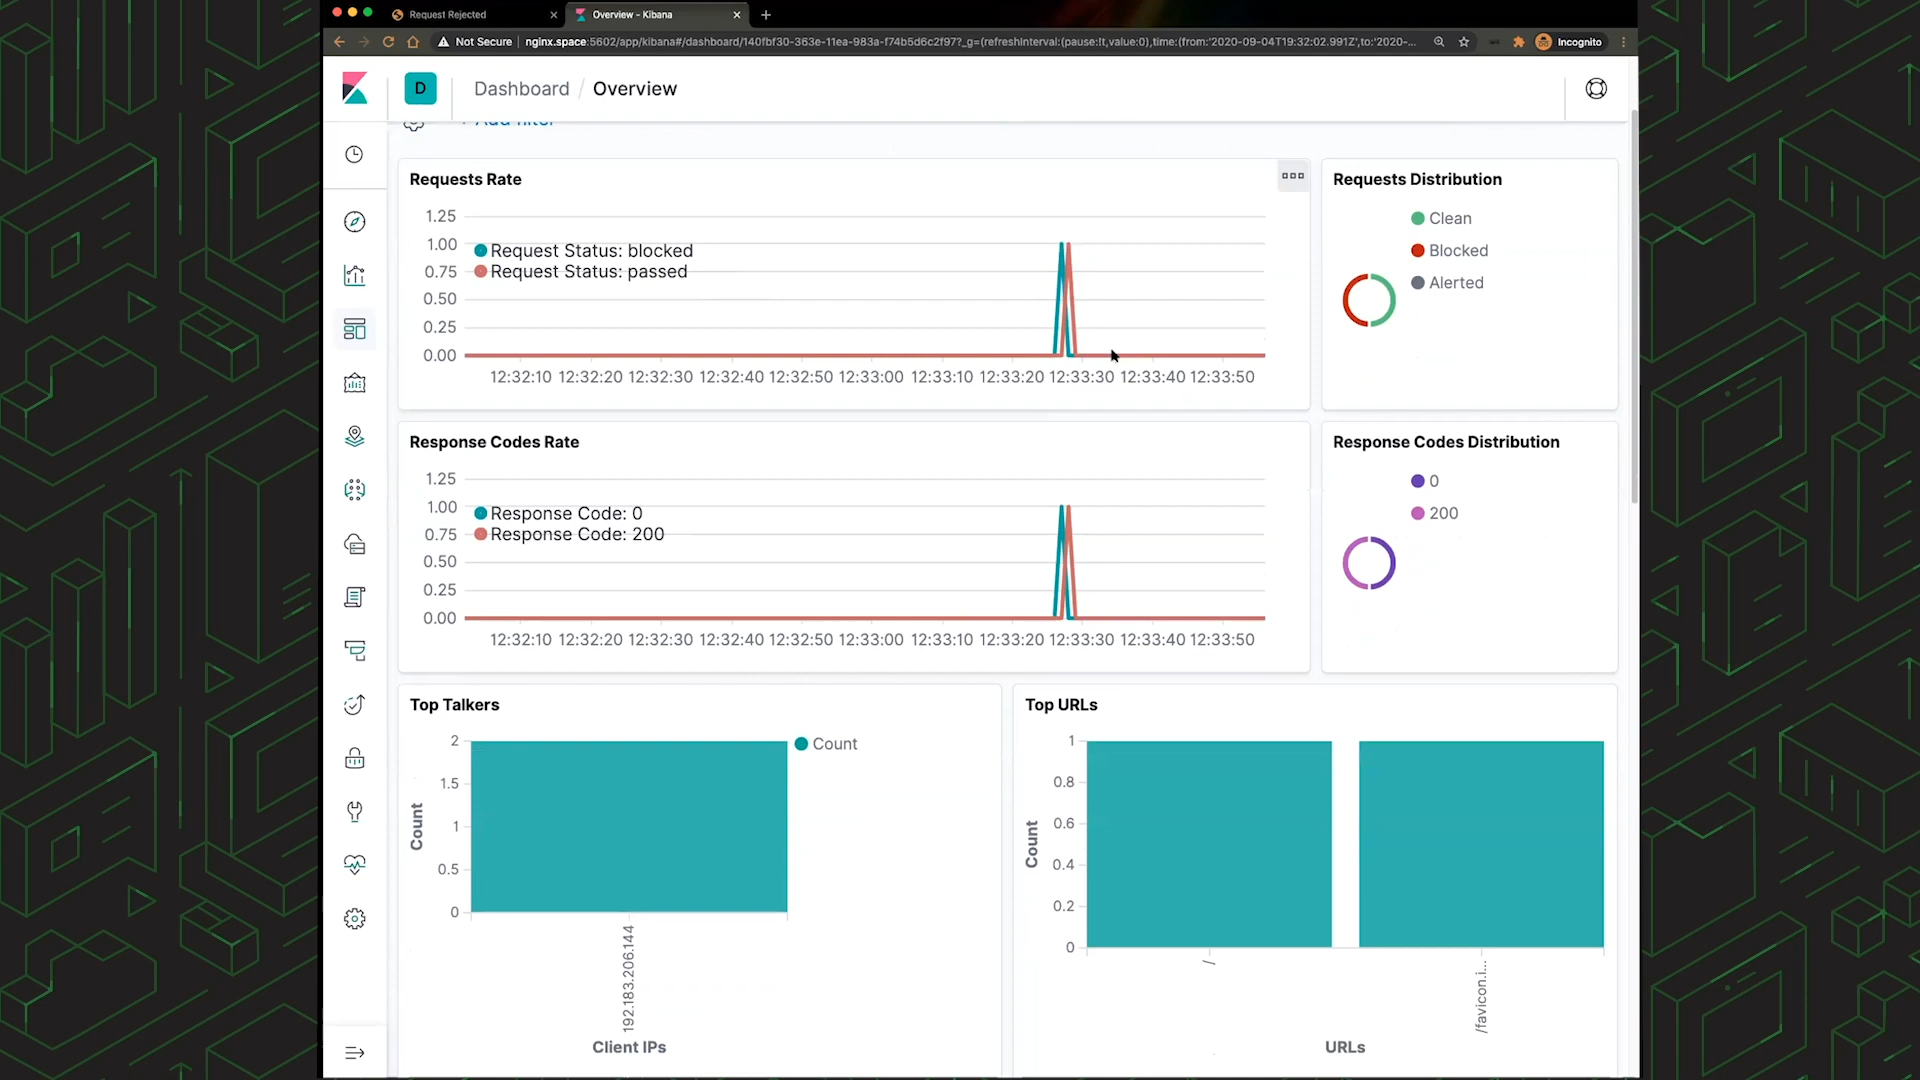 Request Rejected
Overview - Kibana
Not Secure
nginx.space:5602/app/kibana#/dashboard/140fbf30-363e-11ea-983a-f74b5d6c2f97?_g=(refreshInterval:(pause:!t,value:0),time:(from:'2020-09-04T19:32:02.991Z',to:'2020-...
Incognito
D
Dashboard / Overview
Add filter
Requests Rate
1.25
1.00
0.75
0.50
0.25
0.00
Request Status: blocked
Request Status: passed
12:32:10 12:32:20 12:32:30 12:32:40 12:32:50 12:33:00 12:33:10 12:33:20 12:33:30 12:33:40 12:33:50
Requests Distribution
Clean
Blocked
Alerted
Response Codes Rate
1.25
1.00
0.75
0.50
0.25
0.00
Response Code: 0
Response Code: 200
12:32:10 12:32:20 12:32:30 12:32:40 12:32:50 12:33:00 12:33:10 12:33:20 12:33:30 12:33:40 12:33:50
Response Codes Distribution
0
200
Top Talkers
2
1.5
1
0.5
0
Count
Count
192.183.206.144
Client IPs
Top URLs
1
0.8
0.6
0.4
0.2
0
Count
/
/favicon.i...
URLs